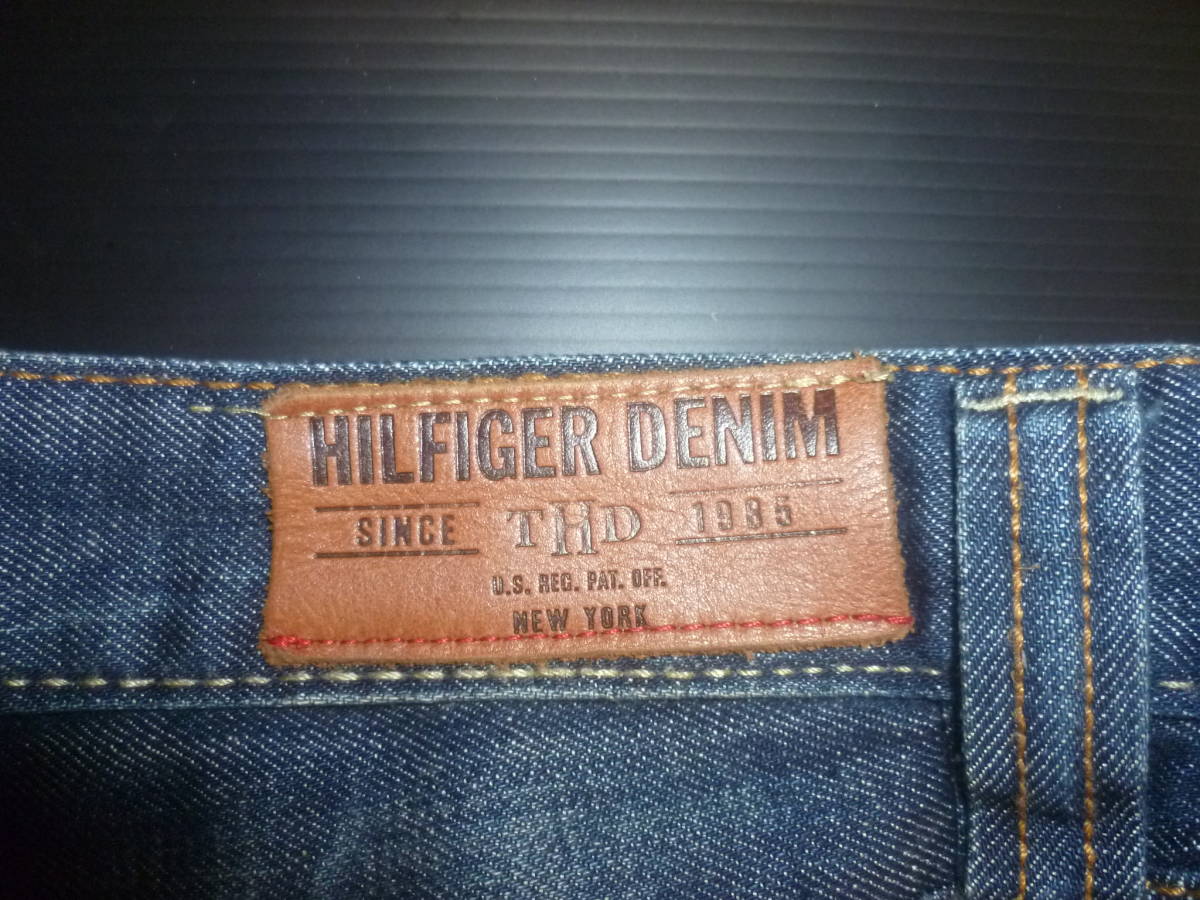 HILFIGER DENIM
SINCE THD 1985
U.S. REG. PAT. OFF.
NEW YORK